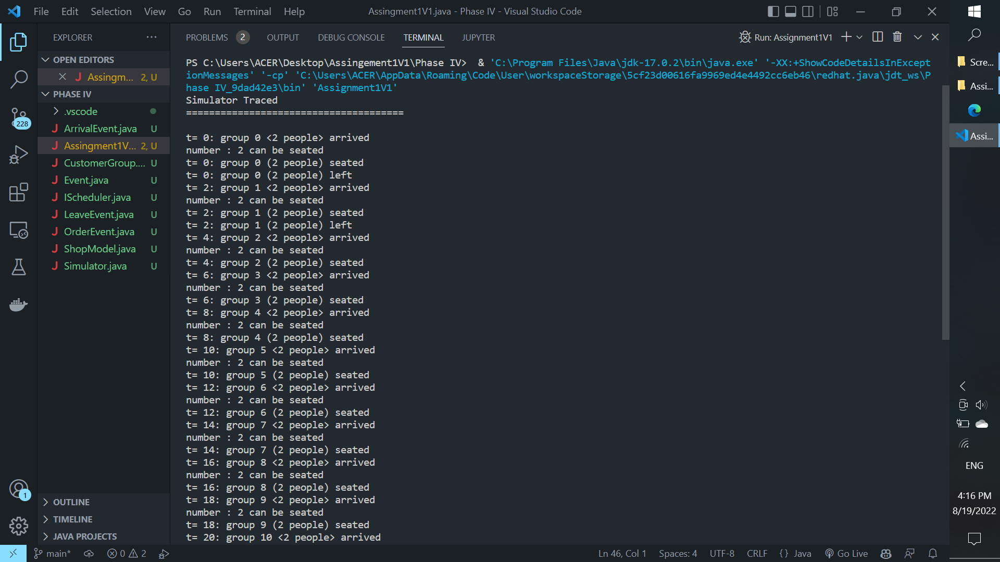 File Edit Selection View Go Run Terminal Help
Assingment1V1.java - Phase IV - Visual Studio Code
EXPLORER
OPEN EDITORS
Assingm... 2, U
PHASE IV
.vscode
ArrivalEvent.java U
Assingment1V... 2, U
CustomerGroup.... U
Event.java U
IScheduler.java U
LeaveEvent.java U
OrderEvent.java U
ShopModel.java U
Simulator.java U
228
1
OUTLINE
TIMELINE
JAVA PROJECTS
PROBLEMS 2 OUTPUT DEBUG CONSOLE TERMINAL JUPYTER
Run: Assignment1V1
PS C:\Users\ACER\Desktop\Assingement1V1\Phase IV>  & 'C:\Program Files\Java\jdk-17.0.2\bin\java.exe' '-XX:+ShowCodeDetailsInExcept
ionMessages' '-cp' 'C:\Users\ACER\AppData\Roaming\Code\User\workspaceStorage\5cf23d00616fa9969ed4e4492cc6eb46\redhat.java\jdt_ws\P
hase IV_9dad42e3\bin' 'Assignment1V1'
Simulator Traced
======================================
t= 0: group 0 <2 people> arrived
number : 2 can be seated
t= 0: group 0 (2 people) seated
t= 0: group 0 (2 people) left
t= 2: group 1 <2 people> arrived
number : 2 can be seated
t= 2: group 1 (2 people) seated
t= 2: group 1 (2 people) left
t= 4: group 2 <2 people> arrived
number : 2 can be seated
t= 4: group 2 (2 people) seated
t= 6: group 3 <2 people> arrived
number : 2 can be seated
t= 6: group 3 (2 people) seated
t= 8: group 4 <2 people> arrived
number : 2 can be seated
t= 8: group 4 (2 people) seated
t= 10: group 5 <2 people> arrived
number : 2 can be seated
t= 10: group 5 (2 people) seated
t= 12: group 6 <2 people> arrived
number : 2 can be seated
t= 12: group 6 (2 people) seated
t= 14: group 7 <2 people> arrived
number : 2 can be seated
t= 14: group 7 (2 people) seated
t= 16: group 8 <2 people> arrived
number : 2 can be seated
t= 16: group 8 (2 people) seated
t= 18: group 9 <2 people> arrived
number : 2 can be seated
t= 18: group 9 (2 people) seated
t= 20: group 10 <2 people> arrived
main* 0 2
Ln 46, Col 1 Spaces: 4 UTF-8 CRLF {} Java Go Live
Scre...
Assi...
Assi...
ENG
4:16 PM
8/19/2022